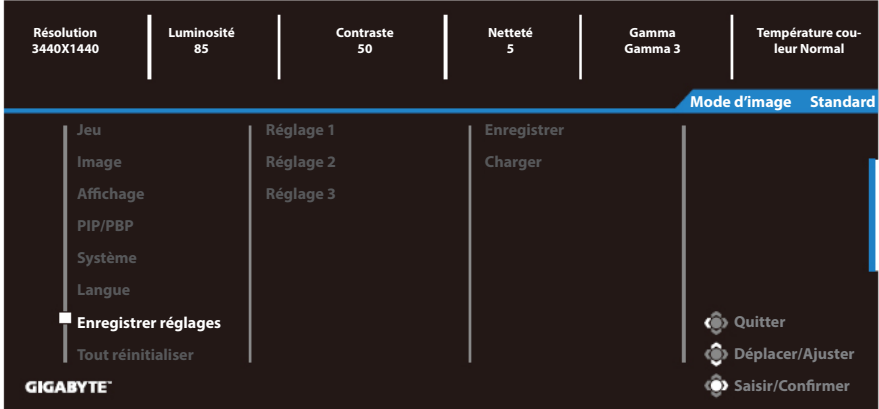 Résolution
3440X1440
Luminosité
85
Contraste
50
Netteté
5
Gamma
Gamma 3
Température cou-
leur Normal
Mode d'image Standard
Jeu
Image
Affichage
PIP/PBP
Système
Langue
Enregistrer réglages
Tout réinitialiser
Réglage 1
Réglage 2
Réglage 3
Enregistrer
Charger
Quitter
Déplacer/Ajuster
Saisir/Confirmer
GIGABYTE™